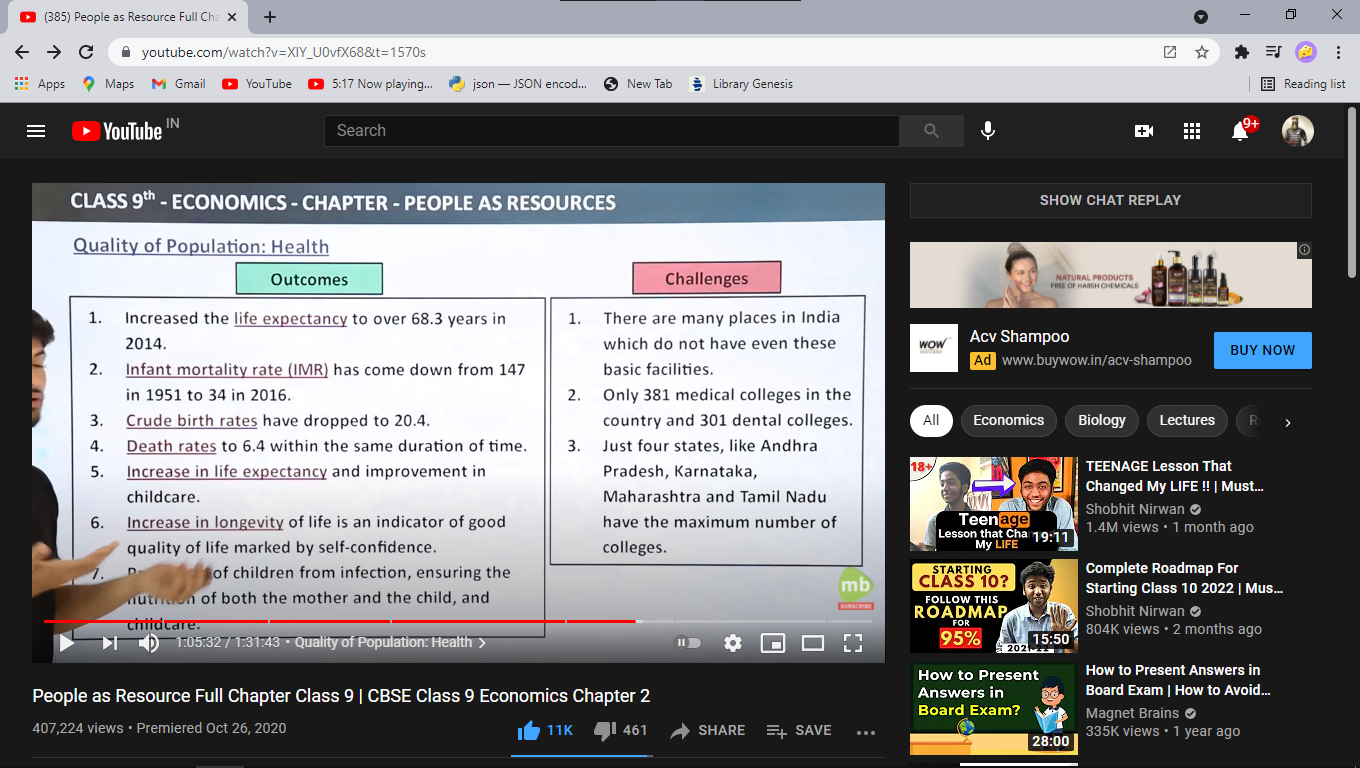 (385) People as Resource Full Cha
youtube.com/watch?v=XIY_U0vfX68&t=1570s
Apps Maps Gmail YouTube 5:17 Now playing... json — JSON encod... New Tab Library Genesis Reading list
YouTube IN Search 9+
CLASS 9th - ECONOMICS - CHAPTER - PEOPLE AS RESOURCES
Quality of Population: Health
Outcomes
1. Increased the life expectancy to over 68.3 years in
2014.
2. Infant mortality rate (IMR) has come down from 147
in 1951 to 34 in 2016.
3. Crude birth rates have dropped to 20.4.
4. Death rates to 6.4 within the same duration of time.
5. Increase in life expectancy and improvement in
childcare.
6. Increase in longevity of life is an indicator of good
quality of life marked by self-confidence.
7. of children from infection, ensuring the
nutrition of both the mother and the child, and
childcare.
Challenges
1. There are many places in India
which do not have even these
basic facilities.
2. Only 381 medical colleges in the
country and 301 dental colleges.
3. Just four states, like Andhra
Pradesh, Karnataka,
Maharashtra and Tamil Nadu
have the maximum number of
colleges.
mb
SUBSCRIBE
1:05:32 / 1:31:43 • Quality of Population: Health
People as Resource Full Chapter Class 9 | CBSE Class 9 Economics Chapter 2
407,224 views • Premiered Oct 26, 2020
11K 461 SHARE SAVE ...
SHOW CHAT REPLAY
NATURAL PRODUCTS
FREE OF HARSH CHEMICALS
WOW
Acv Shampoo
Ad www.buywow.in/acv-shampoo
BUY NOW
All Economics Biology Lectures
18+
Teenage
Lesson that Cha
My LIFE
19:11
TEENAGE Lesson That
Changed My LIFE !! | Must...
Shobhit Nirwan
1.4M views • 1 month ago
STARTING
CLASS 10?
FOLLOW THIS
ROADMAP
FOR
95%
2021-22
15:50
Complete Roadmap For
Starting Class 10 2022 | Mus...
Shobhit Nirwan
804K views • 2 months ago
How to Present
Answers in
Board Exam?
28:00
How to Present Answers in
Board Exam | How to Avoid...
Magnet Brains
335K views • 1 year ago